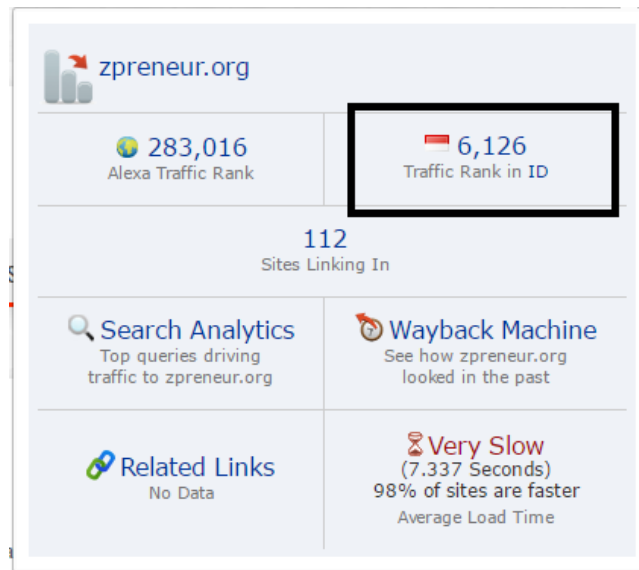 zpreneur.org
283,016
Alexa Traffic Rank
6,126
Traffic Rank in ID
112
Sites Linking In
Search Analytics
Top queries driving
traffic to zpreneur.org
Wayback Machine
See how zpreneur.org
looked in the past
Related Links
No Data
Very Slow
(7.337 Seconds)
98% of sites are faster
Average Load Time